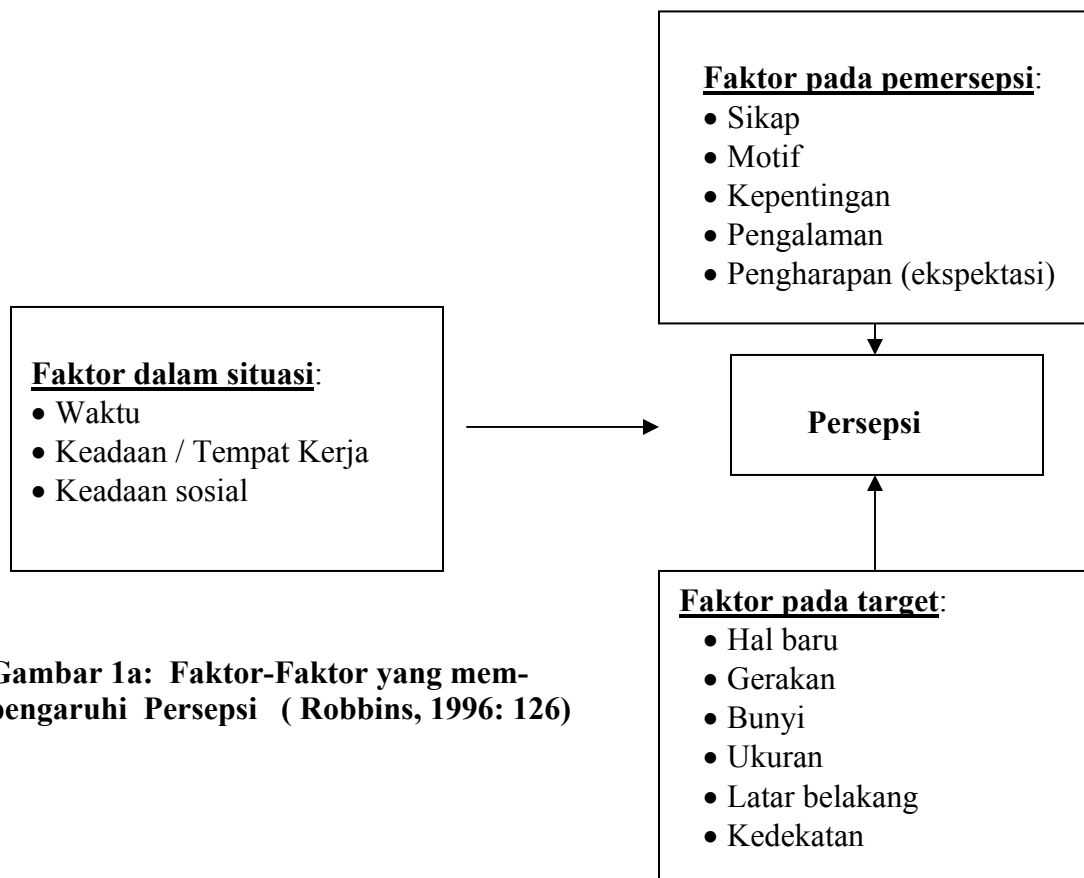 Faktor pada pemersepsi:
• Sikap
• Motif
• Kepentingan
• Pengalaman
• Pengharapan (ekspektasi)
Faktor dalam situasi:
• Waktu
• Keadaan / Tempat Kerja
• Keadaan sosial
Persepsi
Faktor pada target:
• Hal baru
• Gerakan
• Bunyi
• Ukuran
• Latar belakang
• Kedekatan
Gambar 1a: Faktor-Faktor yang mem-
pengaruhi Persepsi ( Robbins, 1996: 126)